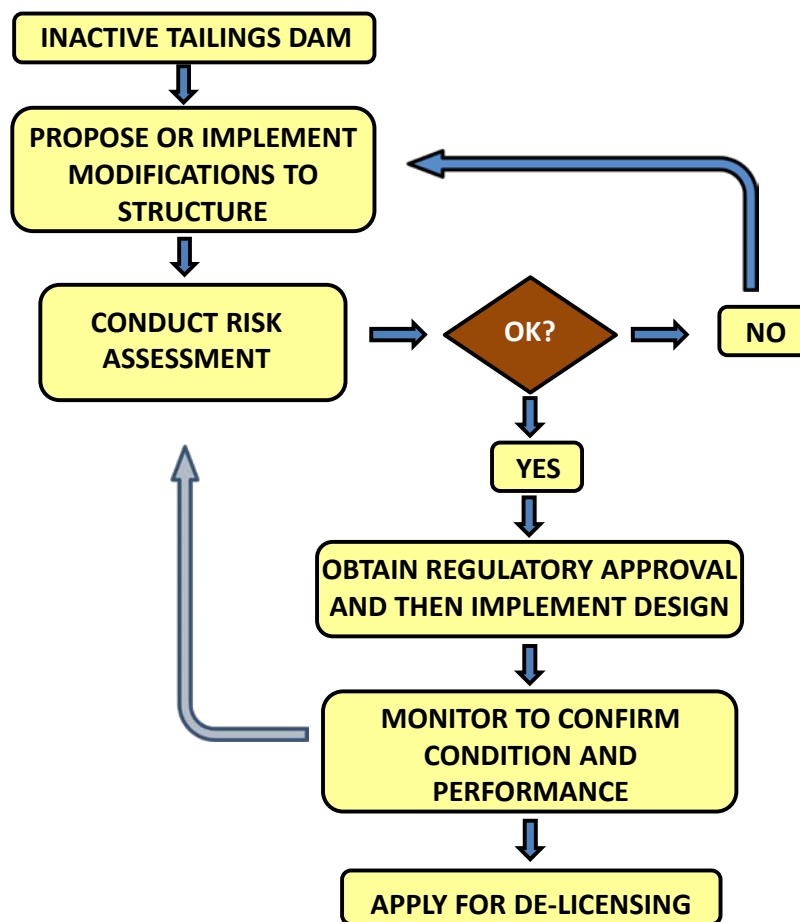 INACTIVE TAILINGS DAM
PROPOSE OR IMPLEMENT
MODIFICATIONS TO
STRUCTURE
CONDUCT RISK
ASSESSMENT
OK?
NO
YES
OBTAIN REGULATORY APPROVAL
AND THEN IMPLEMENT DESIGN
MONITOR TO CONFIRM
CONDITION AND
PERFORMANCE
APPLY FOR DE-LICENSING